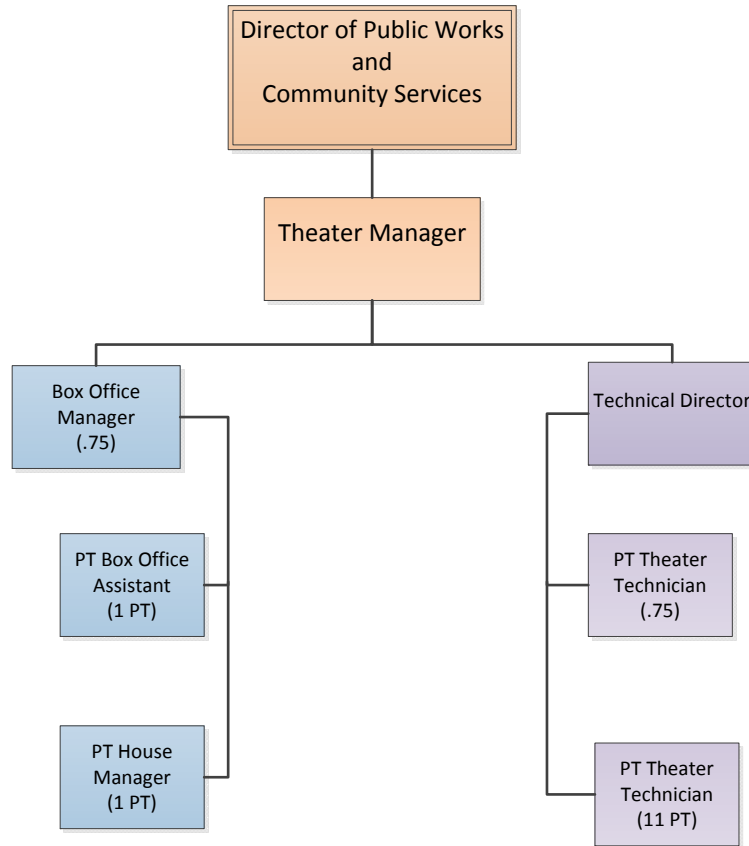 Director of Public Works
and
Community Services
Theater Manager
Box Office
Manager
(.75)
Technical Director
PT Box Office
Assistant
(1 PT)
PT Theater
Technician
(.75)
PT House
Manager
(1 PT)
PT Theater
Technician
(11 PT)